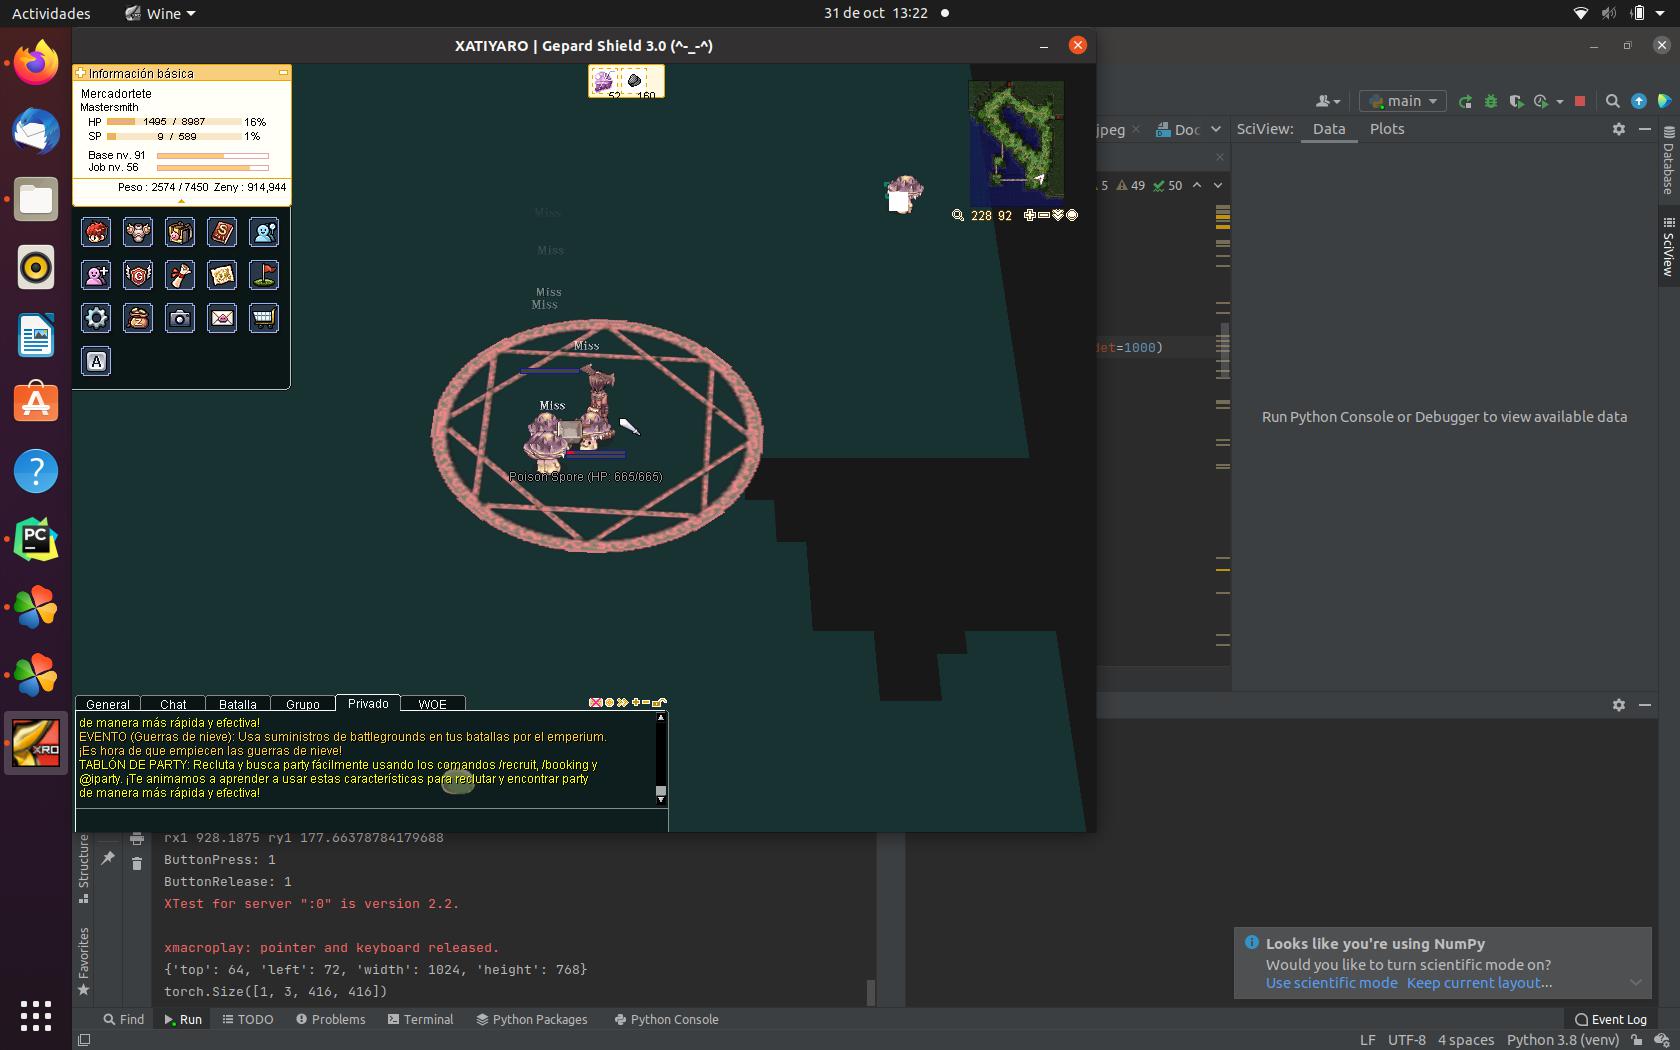 Actividades
Wine
31 de oct 13:22
XATIYARO | Gepard Shield 3.0 (^-_-^)
Información básica
Mercadortete
Mastersmith
HP 1495 / 8987 16%
SP 9 / 589 1%
Base nv. 91
Job nv. 56
Peso : 2574 / 7450 Zeny : 914,944
52 160
228 92
Miss
Miss
Miss
Miss
Miss
Miss
Poison Spore (HP: 665/665)
General Chat Batalla Grupo Privado WOE
de manera más rápida y efectiva!
EVENTO (Guerras de nieve): Usa suministros de battlegrounds en tus batallas por el emperium.
¡Es hora de que empiecen las guerras de nieve!
TABLÓN DE PARTY: Recluta y busca party fácilmente usando los comandos /recruit, /booking y
@iparty. ¡Te animamos a aprender a usar estas características para reclutar y encontrar party
de manera más rápida y efectiva!
main
jpeg
Doc
SciView: Data Plots
5 49 50
det=1000)
Run Python Console or Debugger to view available data
Database
SciView
PC
XRO
A
Structure
Favorites
rx1 928.1875 ry1 177.66378784179688
ButtonPress: 1
ButtonRelease: 1
XTest for server ":0" is version 2.2.
xmacroplay: pointer and keyboard released.
{'top': 64, 'left': 72, 'width': 1024, 'height': 768}
torch.Size([1, 3, 416, 416])
Looks like you're using NumPy
Would you like to turn scientific mode on?
Use scientific mode Keep current layout...
Find Run TODO Problems Terminal Python Packages Python Console
Event Log
LF UTF-8 4 spaces Python 3.8 (venv)